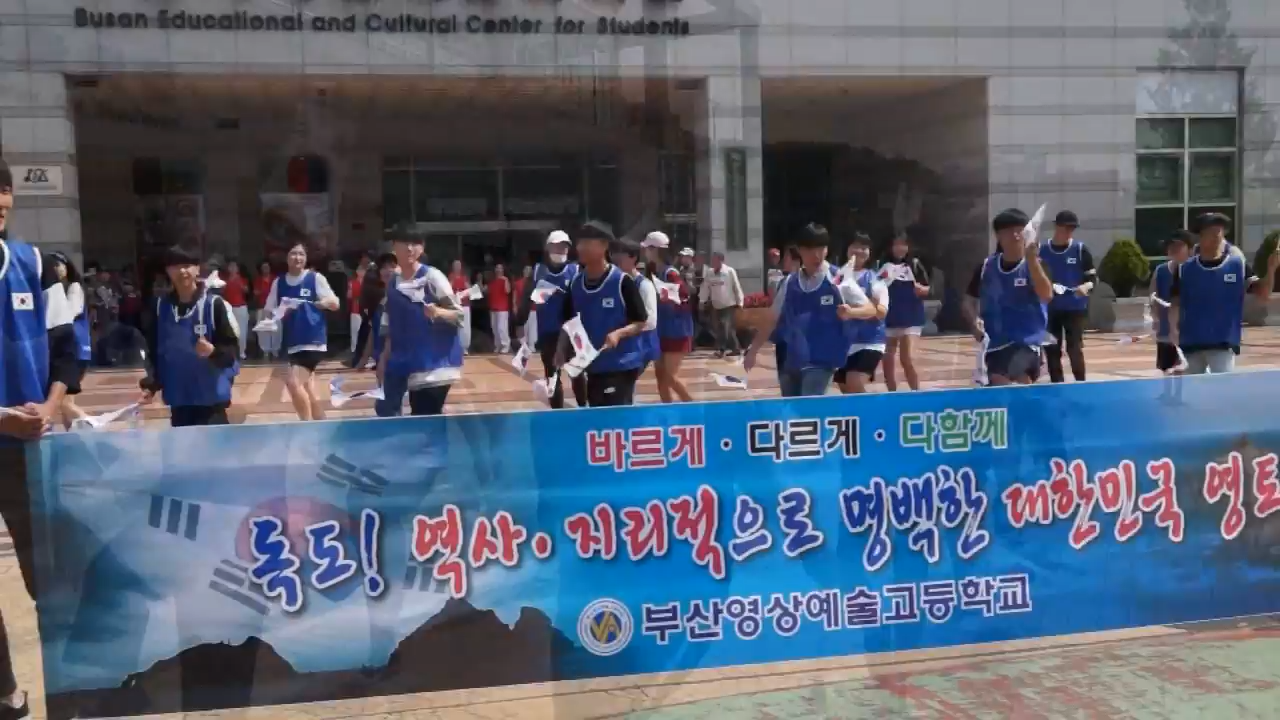 Busan Educational and Cultural Center for Students
바르게 · 다르게 · 다함께
독도! 역사·지리적으로 명백한 대한민국 영토
VA 부산영상예술고등학교